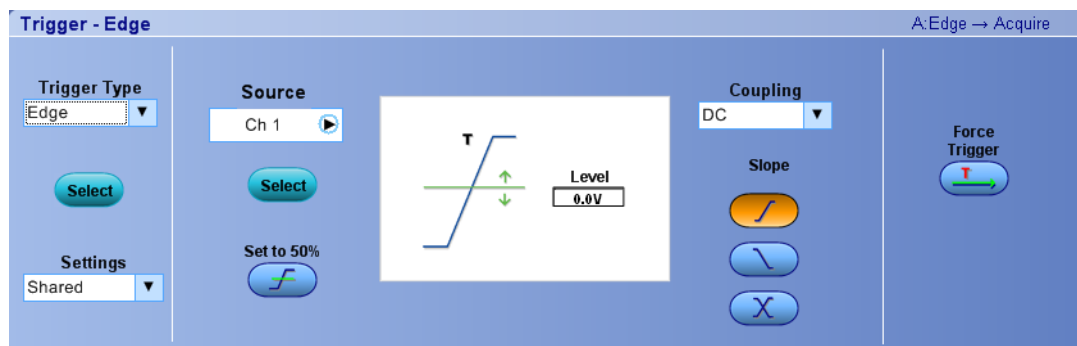 Trigger - Edge
A:Edge → Acquire
Trigger Type
Edge
Select
Settings
Shared
Source
Ch 1
Select
Set to 50%
T
Level
0.0V
Coupling
DC
Slope
Force
Trigger
T